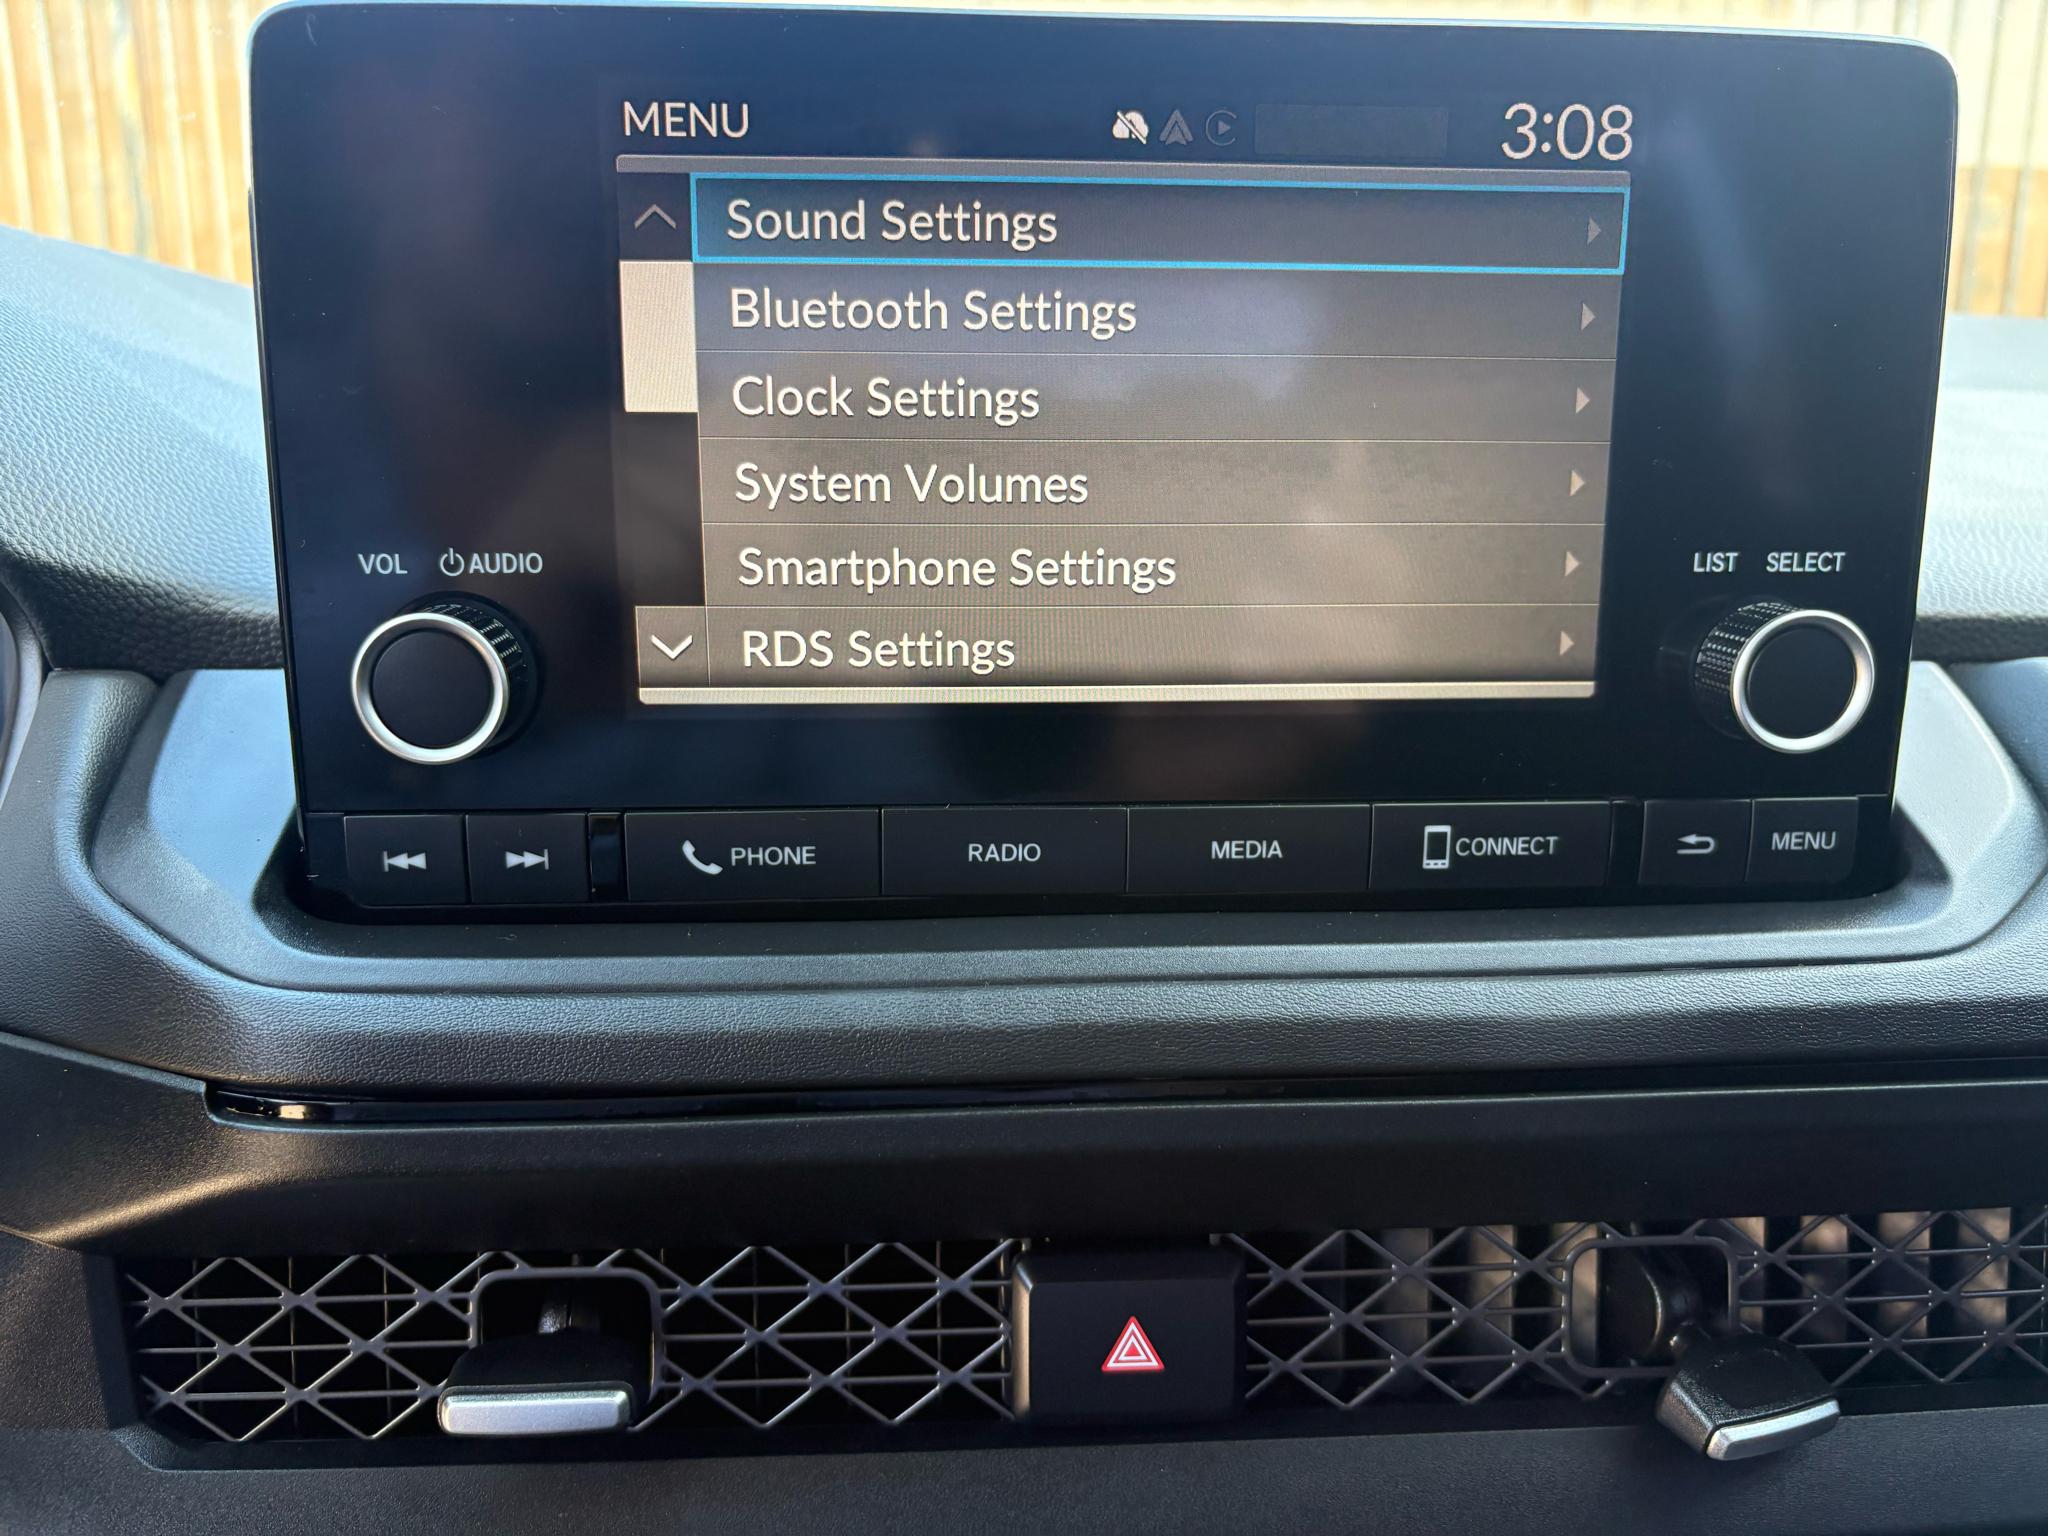 MENU 3:08
Sound Settings
Bluetooth Settings
Clock Settings
System Volumes
Smartphone Settings
RDS Settings
VOL AUDIO
LIST SELECT
PHONE RADIO MEDIA CONNECT MENU